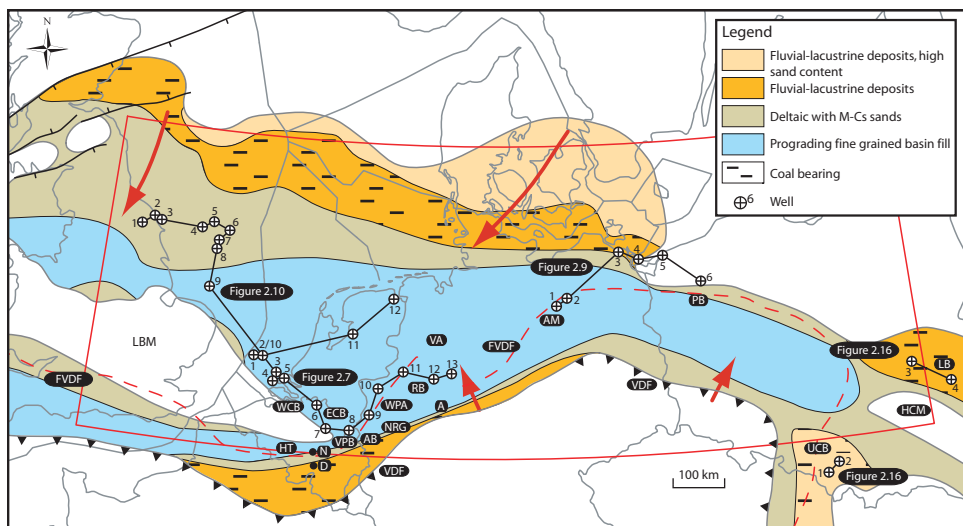 N
Legend
Fluvial-lacustrine deposits, high
sand content
Fluvial-lacustrine deposits
Deltaic with M-Cs sands
Prograding fine grained basin fill
Coal bearing
6 Well
1 2 3 4 5 6 7 8 9
Figure 2.10
2/10
1
3
4 5
Figure 2.7
6
7
8
9
10
11
12
13
11
12
Figure 2.9
1 2
3 4 5 6
AM
PB
FVDF
VA
RB
WPA
A
NRG
AB
VPB
ECB
WCB
HT
N
D
VDF
VDF
LBM
FVDF
Figure 2.16
3
LB
4
HCM
UCB
1 2
Figure 2.16
100 km